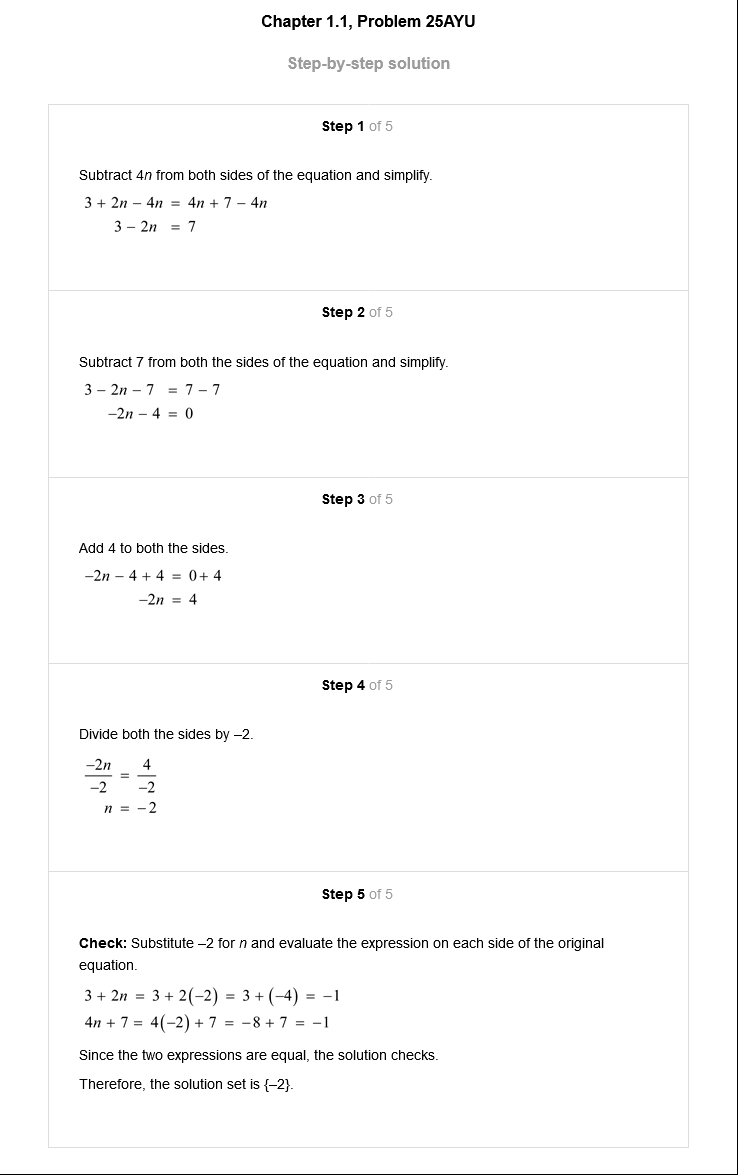 Chapter 1.1, Problem 25AYU
Step-by-step solution
Step 1 of 5
Subtract 4n from both sides of the equation and simplify.
3 + 2n − 4n = 4n + 7 − 4n
3 − 2n = 7
Step 2 of 5
Subtract 7 from both the sides of the equation and simplify.
3 − 2n − 7 = 7 − 7
−2n − 4 = 0
Step 3 of 5
Add 4 to both the sides.
−2n − 4 + 4 = 0+ 4
−2n = 4
Step 4 of 5
Divide both the sides by –2.
−2n/−2 = 4/−2
n = −2
Step 5 of 5
Check: Substitute –2 for n and evaluate the expression on each side of the original
equation.
3 + 2n = 3 + 2(−2) = 3 + (−4) = −1
4n + 7 = 4(−2) + 7 = −8 + 7 = −1
Since the two expressions are equal, the solution checks.
Therefore, the solution set is {–2}.